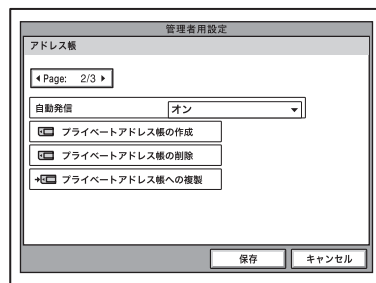 管理者用設定
アドレス帳
Page: 2/3
自動発信 オン
プライベートアドレス帳の作成
プライベートアドレス帳の削除
プライベートアドレス帳への複製
保存 キャンセル